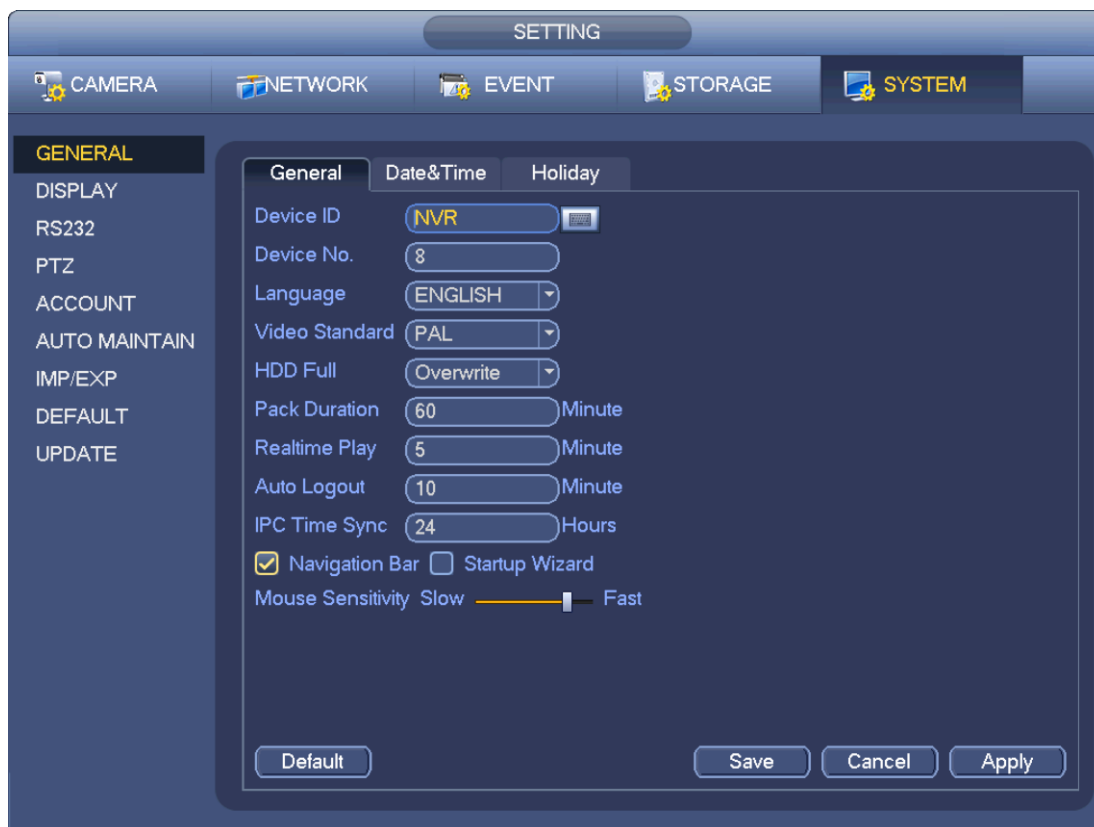 SETTING
CAMERA NETWORK EVENT STORAGE SYSTEM
GENERAL
DISPLAY
RS232
PTZ
ACCOUNT
AUTO MAINTAIN
IMP/EXP
DEFAULT
UPDATE
General Date&Time Holiday
Device ID NVR
Device No. 8
Language ENGLISH
Video Standard PAL
HDD Full Overwrite
Pack Duration 60 Minute
Realtime Play 5 Minute
Auto Logout 10 Minute
IPC Time Sync 24 Hours
Navigation Bar Startup Wizard
Mouse Sensitivity Slow Fast
Default Save Cancel Apply